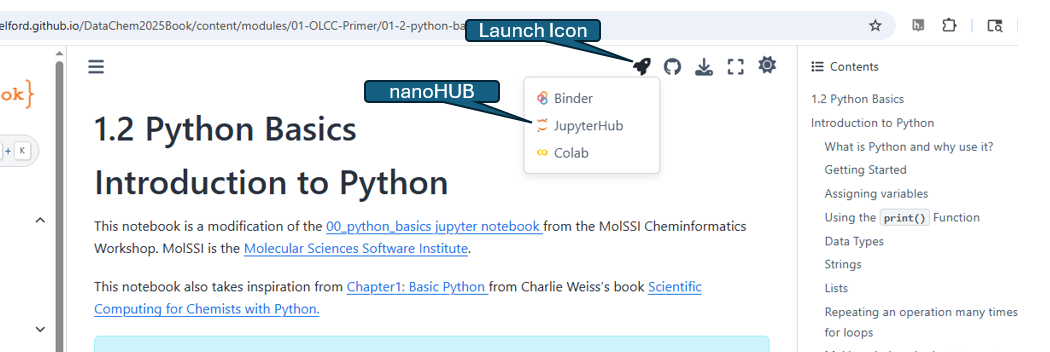 elford.github.io/DataChem2025Book/content/modules/01-OLCC-Primer/01-2-python-ba
Launch Icon
ok}
+ K
nanoHUB
Binder
JupyterHub
Colab
1.2 Python Basics
Introduction to Python
This notebook is a modification of the 00_python_basics jupyter notebook from the MolSSI Cheminformatics
Workshop. MolSSI is the Molecular Sciences Software Institute.
This notebook also takes inspiration from Chapter1: Basic Python from Charlie Weiss’s book Scientific
Computing for Chemists with Python.
Contents
1.2 Python Basics
Introduction to Python
What is Python and why use it?
Getting Started
Assigning variables
Using the print() Function
Data Types
Strings
Lists
Repeating an operation many times:
for loops